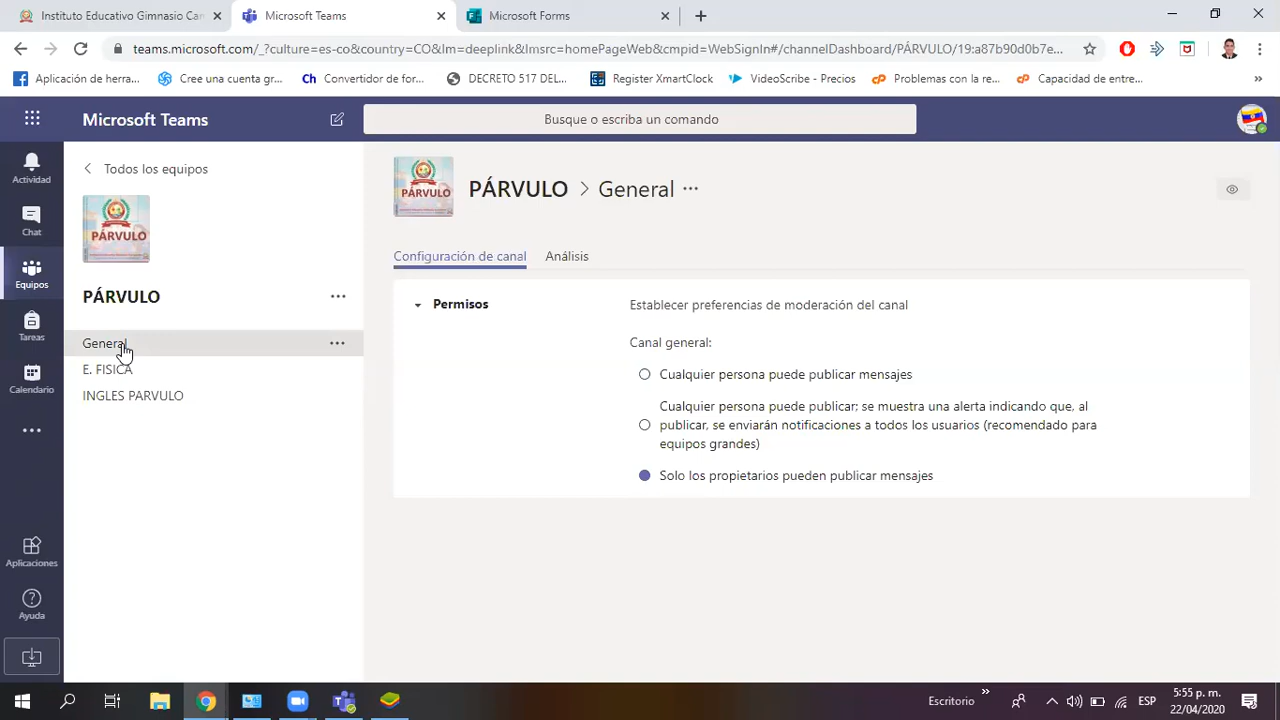 Instituto Educativo Gimnasio Can
Microsoft Teams
Microsoft Forms
teams.microsoft.com/_?culture=es-co&country=CO&lm=deeplink&lmsrc=homePageWeb&cmpid=WebSignIn#/channelDashboard/PÁRVULO/19:a87b90d0b7e...
Aplicación de herra...
Cree una cuenta gr...
Ch Convertidor de for...
DECRETO 517 DEL...
Register XmartClock
VideoScribe - Precios
Problemas con la re...
Capacidad de entre...
Microsoft Teams
Busque o escriba un comando
Actividad
Chat
Equipos
Tareas
Calendario
Aplicaciones
Ayuda
Todos los equipos
PÁRVULO
PÁRVULO
General
E. FISICA
INGLES PARVULO
PÁRVULO
PÁRVULO > General
Configuración de canal
Análisis
Permisos
Establecer preferencias de moderación del canal
Canal general:
Cualquier persona puede publicar mensajes
Cualquier persona puede publicar; se muestra una alerta indicando que, al
publicar, se enviarán notificaciones a todos los usuarios (recomendado para
equipos grandes)
Solo los propietarios pueden publicar mensajes
Escritorio
ESP
5:55 p. m.
22/04/2020